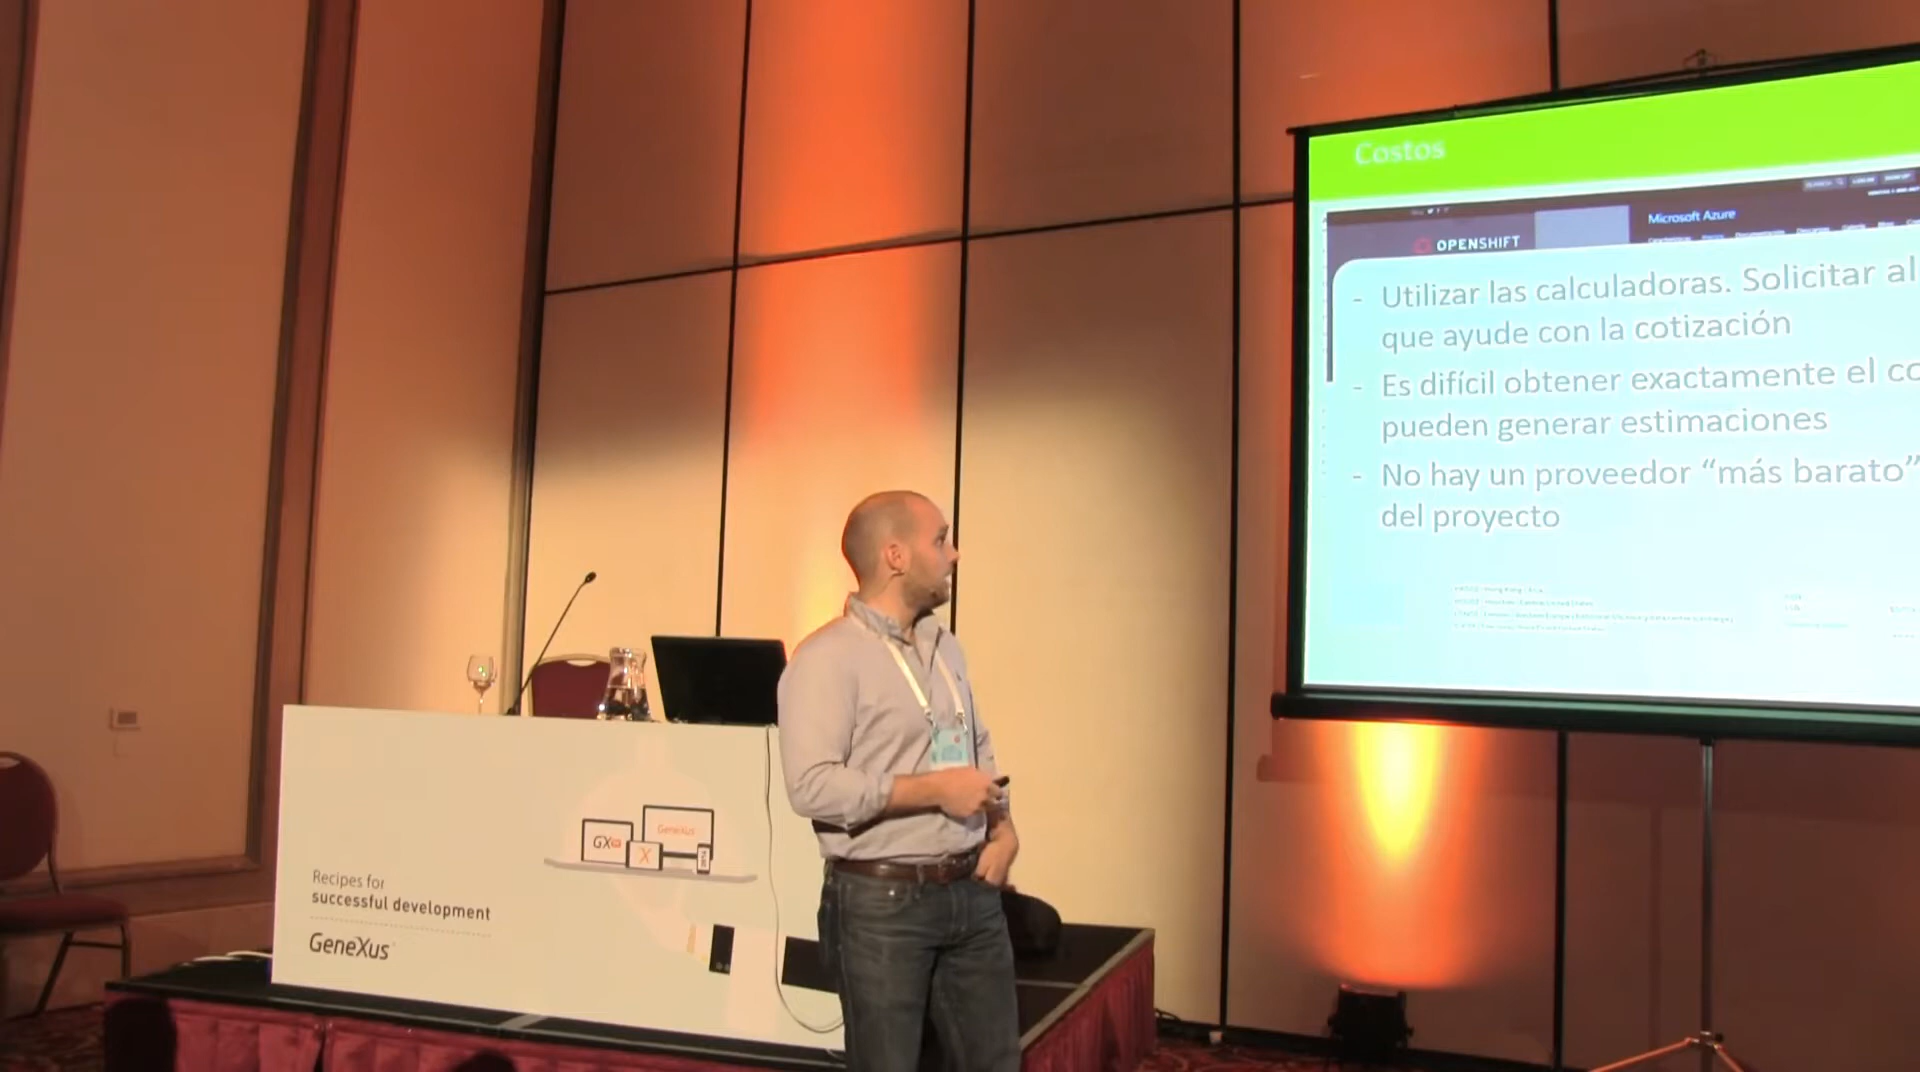 Costos
Microsoft Azure
OPENSHIFT
- Utilizar las calculadoras. Solicitar al
que ayude con la cotización
- Es difícil obtener exactamente el co
pueden generar estimaciones
- No hay un proveedor “más barato”
del proyecto
GeneXus
GX
X
Recipes for
successful development
GeneXus